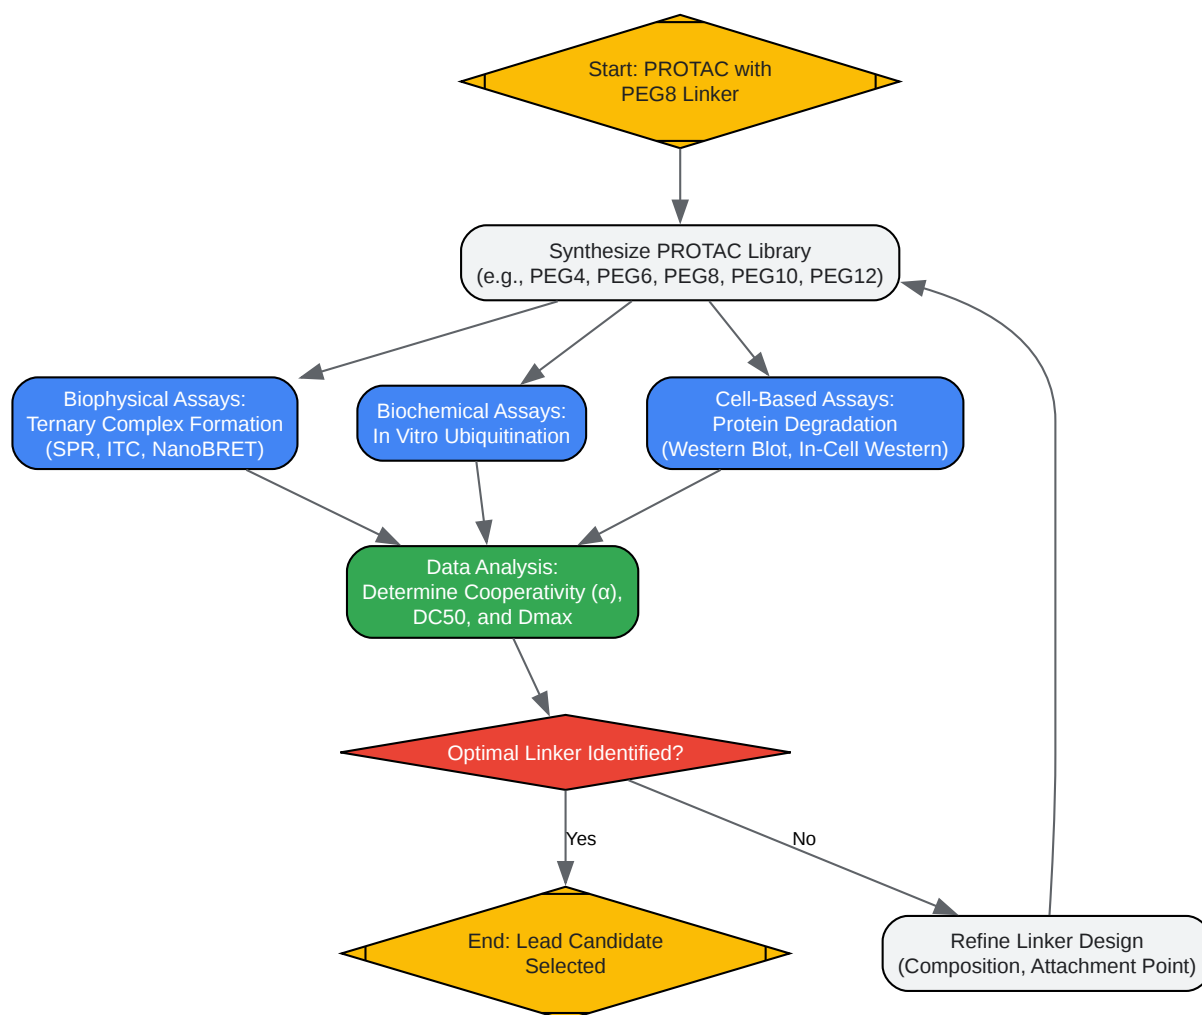 Start: PROTAC with
PEG8 Linker
Synthesize PROTAC Library
(e.g., PEG4, PEG6, PEG8, PEG10, PEG12)
Biophysical Assays:
Ternary Complex Formation
(SPR, ITC, NanoBRET)
Biochemical Assays:
In Vitro Ubiquitination
Cell-Based Assays:
Protein Degradation
(Western Blot, In-Cell Western)
Data Analysis:
Determine Cooperativity (α),
DC50, and Dmax
Optimal Linker Identified?
Yes
No
End: Lead Candidate
Selected
Refine Linker Design
(Composition, Attachment Point)